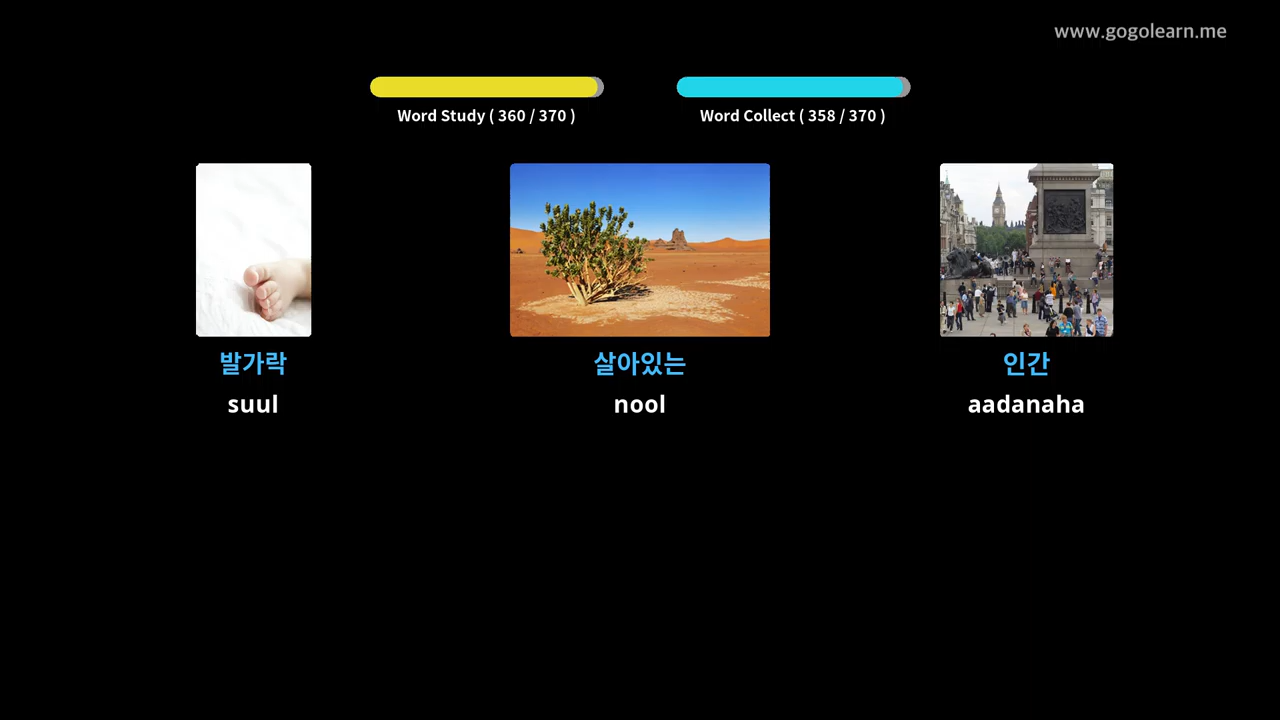 www.gogolearn.me
Word Study ( 360 / 370 )
Word Collect ( 358 / 370 )
발가락
살아있는
인간
suul
nool
aadanaha